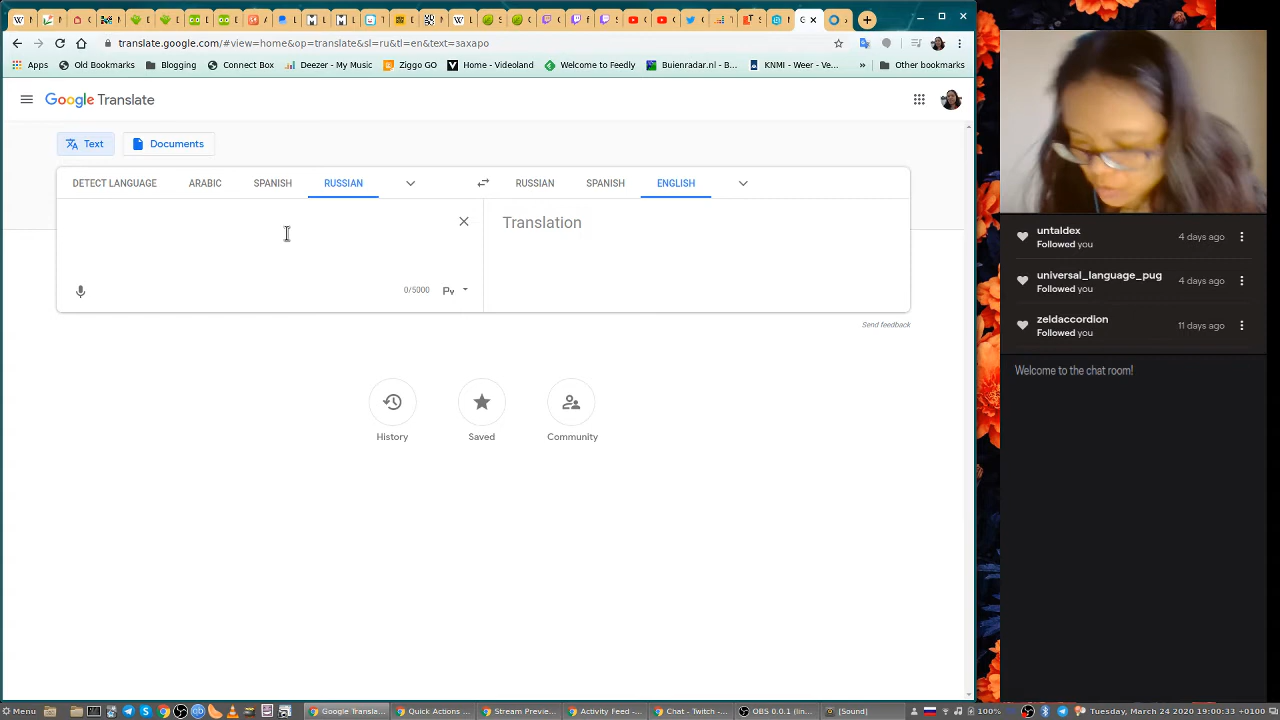 translate.google.com/#view=home&op=translate&sl=ru&tl=en&text=захару
Apps
Old Bookmarks
Blogging
Connect Box
Deezer - My Music
Ziggo GO
Home - Videoland
Welcome to Feedly
Buienradar.nl - B...
KNMI - Weer - Ve...
»
Other bookmarks
Google Translate
Text
Documents
DETECT LANGUAGE
ARABIC
SPANISH
RUSSIAN
RUSSIAN
SPANISH
ENGLISH
Translation
0/5000
Send feedback
History
Saved
Community
untaldex
Followed you
4 days ago
universal_language_pug
Followed you
4 days ago
zeldaccordion
Followed you
11 days ago
Welcome to the chat room!
Menu
Google Transla...
Quick Actions ...
Stream Preview...
Activity Feed -...
Chat - Twitch -...
OBS 0.0.1 (lin...
[Sound]
100%
Tuesday, March 24 2020 19:00:33 +0100